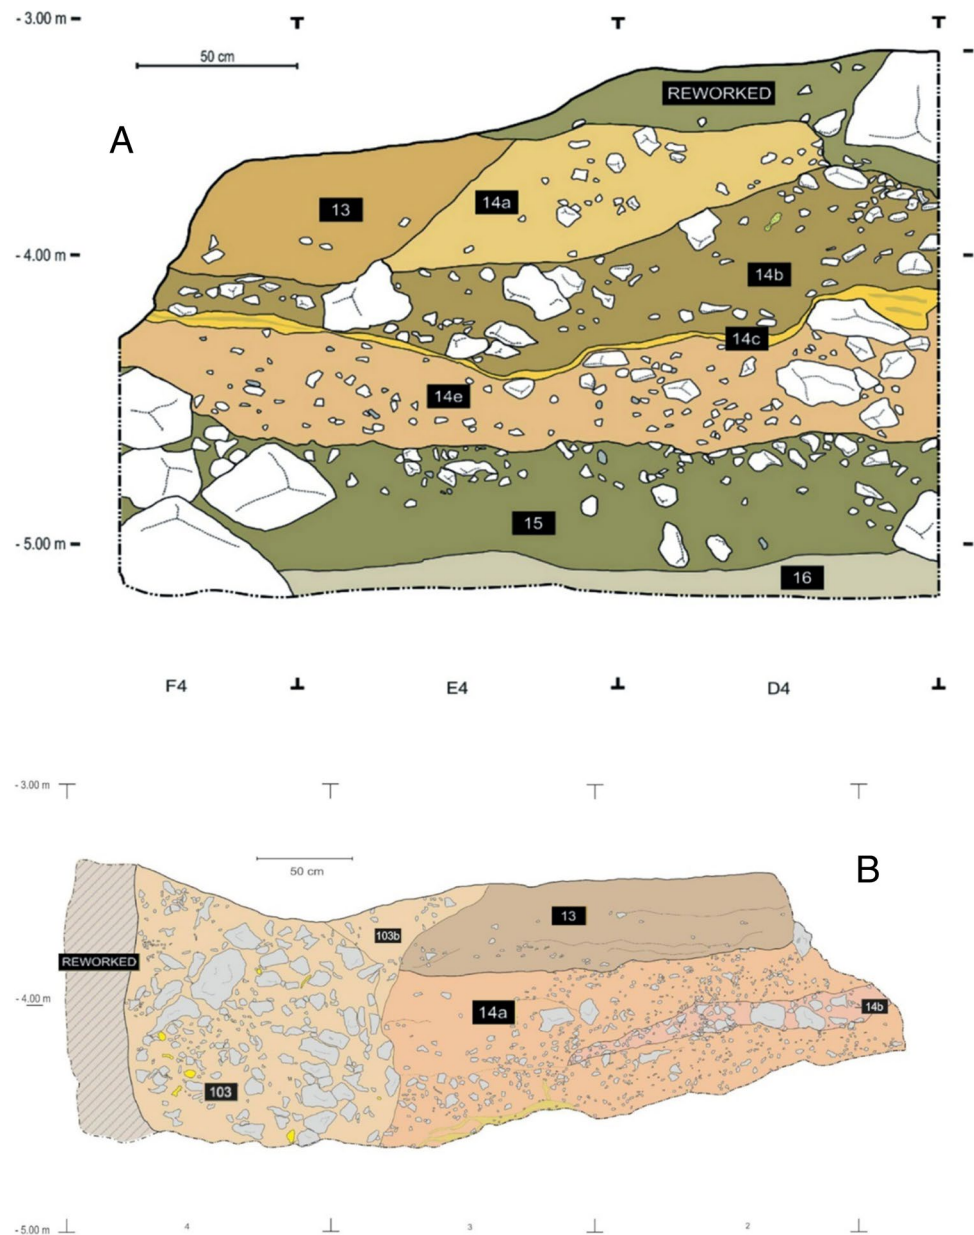 - 3.00 m
50 cm
REWORKED
A
13
14a
- 4.00 m
14b
14c
14e
15
- 5.00 m
16
F4 E4 D4
- 3.00 m
50 cm
B
13
103b
REWORKED
- 4.00 m
14a
14b
103
- 5.00 m
4 3 2